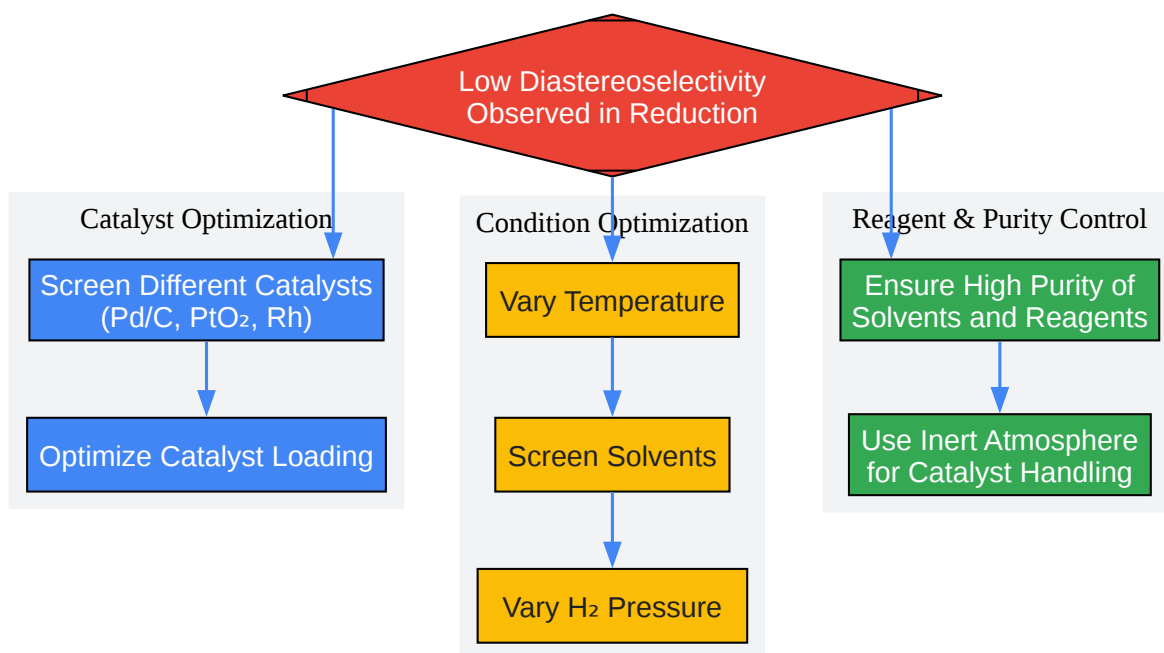 Low Diastereoselectivity
Observed in Reduction
Catalyst Optimization
Screen Different Catalysts
(Pd/C, PtO₂, Rh)
Optimize Catalyst Loading
Condition Optimization
Vary Temperature
Screen Solvents
Vary H₂ Pressure
Reagent & Purity Control
Ensure High Purity of
Solvents and Reagents
Use Inert Atmosphere
for Catalyst Handling